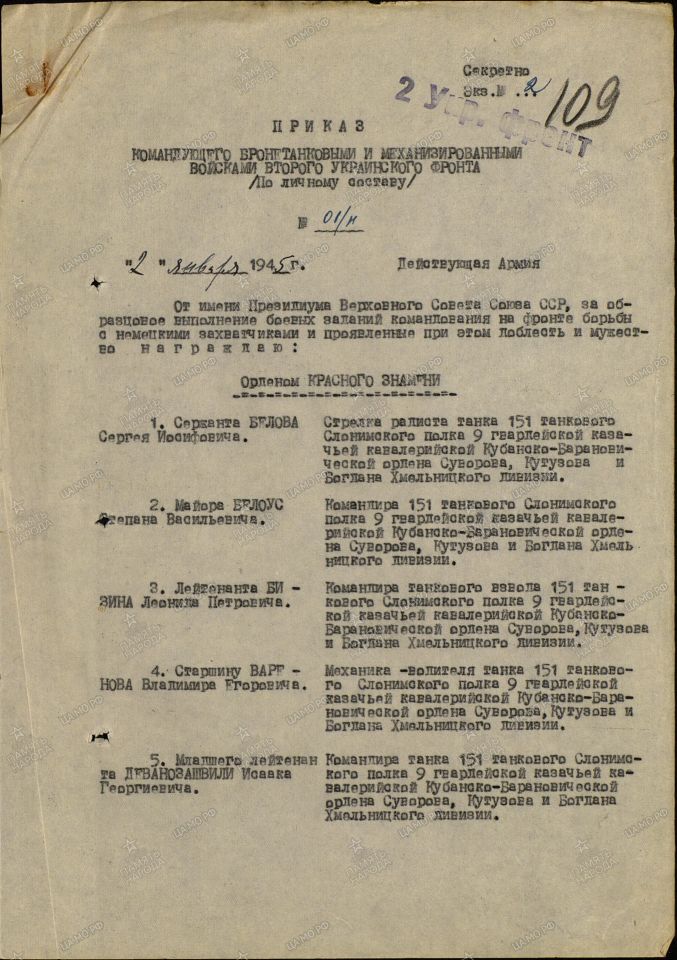 Секретно
Экз.№ ..2..
109
2 Укр. фронт
ПРИКАЗ
КОМАНДУЮЩЕГО БРОНЕТАНКОВЫМИ И МЕХАНИЗИРОВАННЫМИ
ВОЙСКАМИ ВТОРОГО УКРАИНСКОГО ФРОНТА
/По личному составу/
№ 01/н
"2" января 1945 г. Действующая Армия
От имени Президиума Верховного Совета Союза ССР, за об-
разцовое выполнение боевых заданий командования на фронте борьбы
с немецкими захватчиками и проявленные при этом доблесть и мужест-
во награждаю:
Орденом КРАСНОГО ЗНАМЕНИ
1. Сержанта БЕЛОВА
Сергея Иосифовича.
Стрелка радиста танка 151 танкового
Слонимского полка 9 гвардейской каза-
чьей кавалерийской Кубанско-Баранови-
ческой ордена Суворова, Кутузова и
Богдана Хмельницкого дивизии.
2. Майора БЕЛОУС
Степана Васильевича.
Командира 151 танкового Слонимского
полка 9 гвардейской казачьей кавале-
рийской Кубанско-Барановической орде-
на Суворова, Кутузова и Богдана Хмель
ницкого дивизии.
3. Лейтенанта БИ -
ЗИНА Леонида Петровича.
Командира танкового взвода 151 тан -
кового Слонимского полка 9 гвардейс-
кой казачьей кавалерийской Кубанско-
Барановической ордена Суворова,Кутузова
и Богдана Хмельницкого дивизии.
4. Старшину ВАРЕ -
НОВА Владимира Егоровича.
Механика -водителя танка 151 танково-
го Слонимского полка 9 гвардейской
казачьей кавалерийской Кубанско-Бара-
новической ордена Суворова,Кутузова и
Богдана Хмельницкого дивизии.
5. Младшего лейтенан
та ДЕВАНОЗАШВИЛИ Исаака
Георгиевича.
Командира танка 151 танкового Слонимс-
кого полка 9 гвардейской казачьей ка-
валерийской Кубанско-Барановической
ордена Суворова, Кутузова и Богдана
Хмельницкого дивизии.